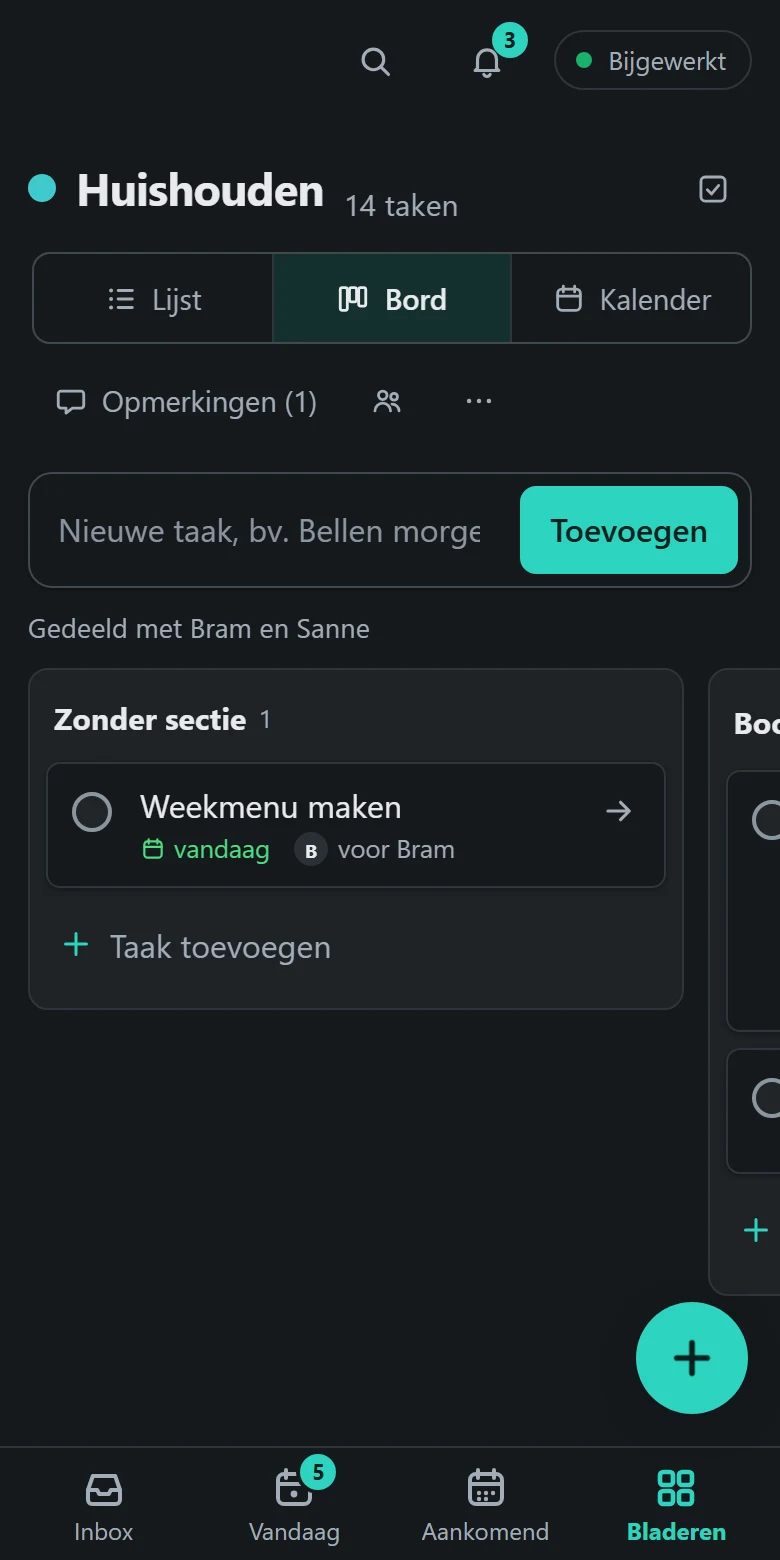 3
Bijgewerkt
Huishouden 14 taken
Lijst Bord Kalender
Opmerkingen (1)
Nieuwe taak, bv. Bellen morge
Toevoegen
Gedeeld met Bram en Sanne
Zonder sectie 1
Weekmenu maken
vandaag B voor Bram
Taak toevoegen
5
Inbox Vandaag Aankomend Bladeren